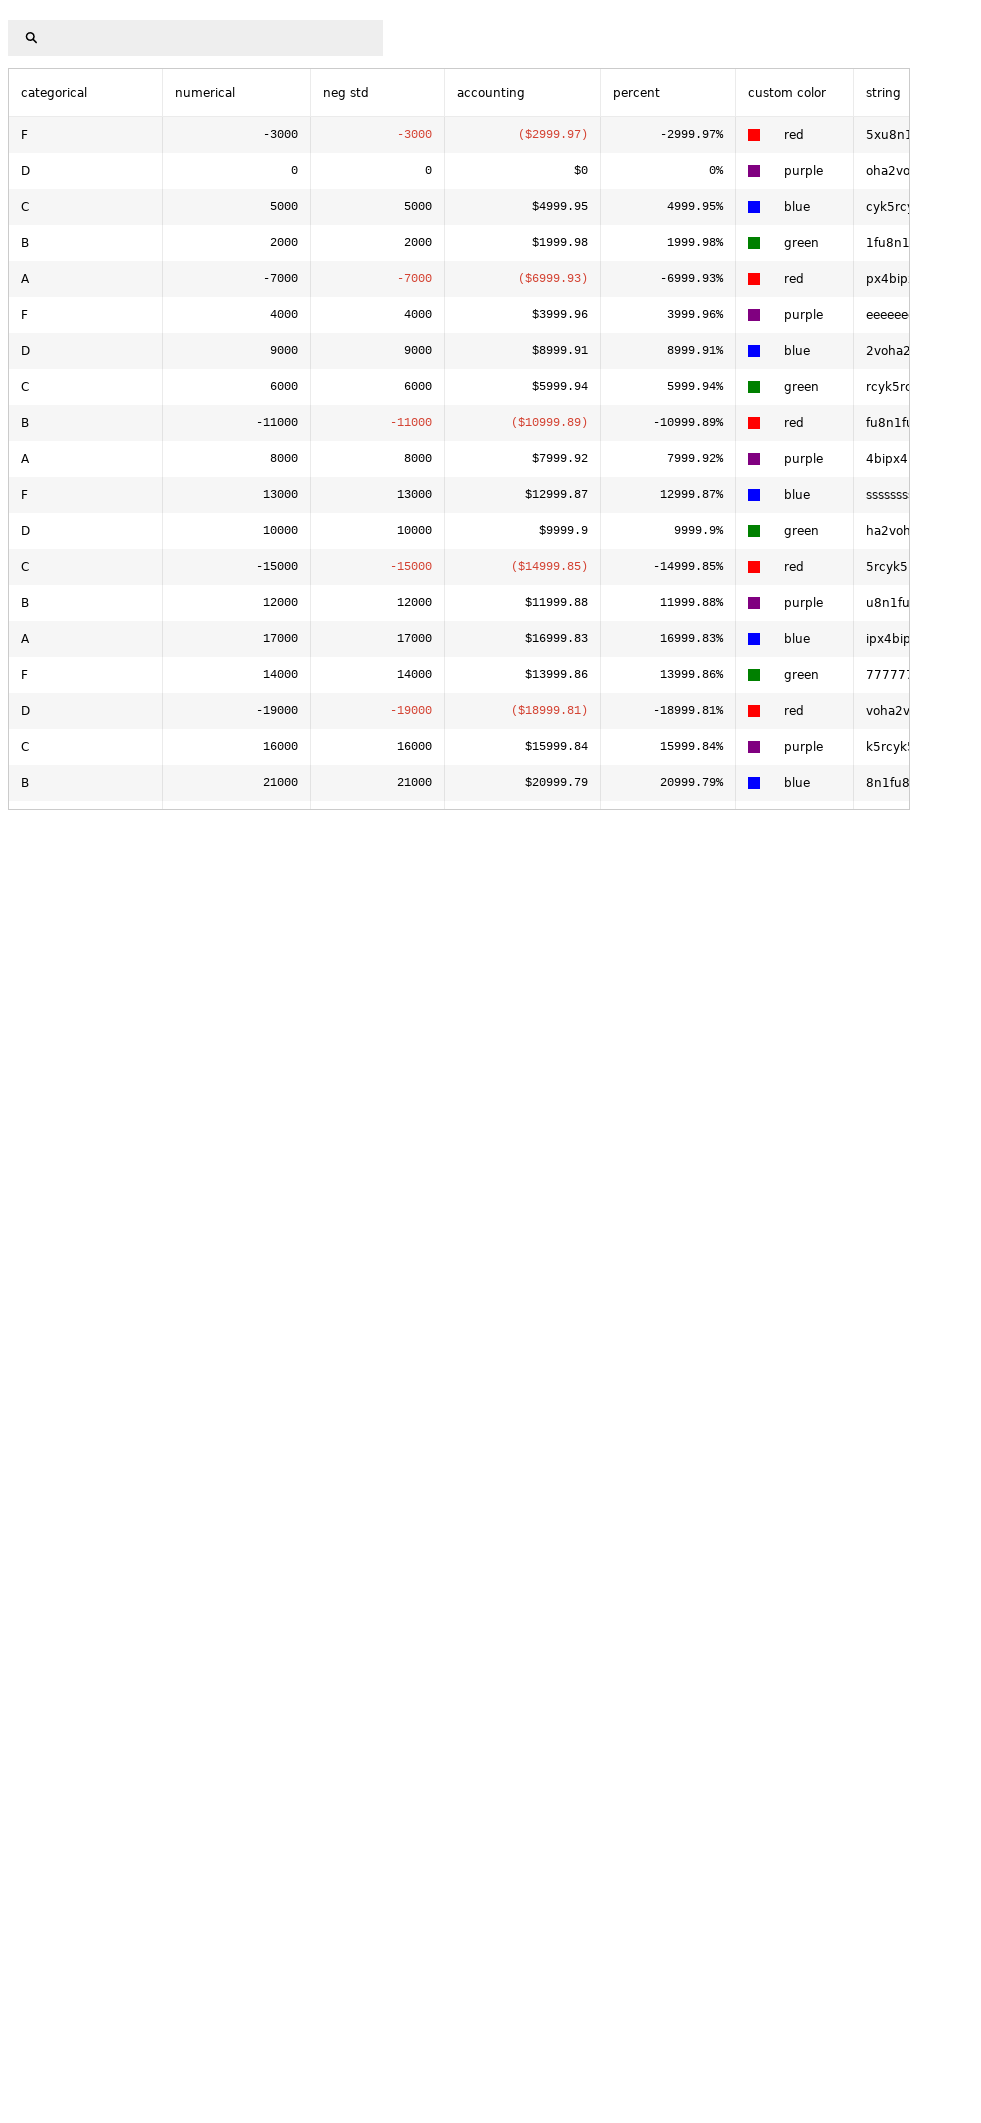 categorical numerical neg std accounting percent custom color string
F -3000 -3000 ($2999.97) -2999.97% red 5xu8n1
D 0 0 $0 0% purple oha2vo
C 5000 5000 $4999.95 4999.95% blue cyk5rcy
B 2000 2000 $1999.98 1999.98% green 1fu8n1
A -7000 -7000 ($6999.93) -6999.93% red px4bip
F 4000 4000 $3999.96 3999.96% purple eeeeee
D 9000 9000 $8999.91 8999.91% blue 2voha2
C 6000 6000 $5999.94 5999.94% green rcyk5rc
B -11000 -11000 ($10999.89) -10999.89% red fu8n1fu
A 8000 8000 $7999.92 7999.92% purple 4bipx4
F 13000 13000 $12999.87 12999.87% blue ssssssss
D 10000 10000 $9999.9 9999.9% green ha2voh
C -15000 -15000 ($14999.85) -14999.85% red 5rcyk5
B 12000 12000 $11999.88 11999.88% purple u8n1fu
A 17000 17000 $16999.83 16999.83% blue ipx4bip
F 14000 14000 $13999.86 13999.86% green 777777
D -19000 -19000 ($18999.81) -18999.81% red voha2v
C 16000 16000 $15999.84 15999.84% purple k5rcyk5
B 21000 21000 $20999.79 20999.79% blue 8n1fu8